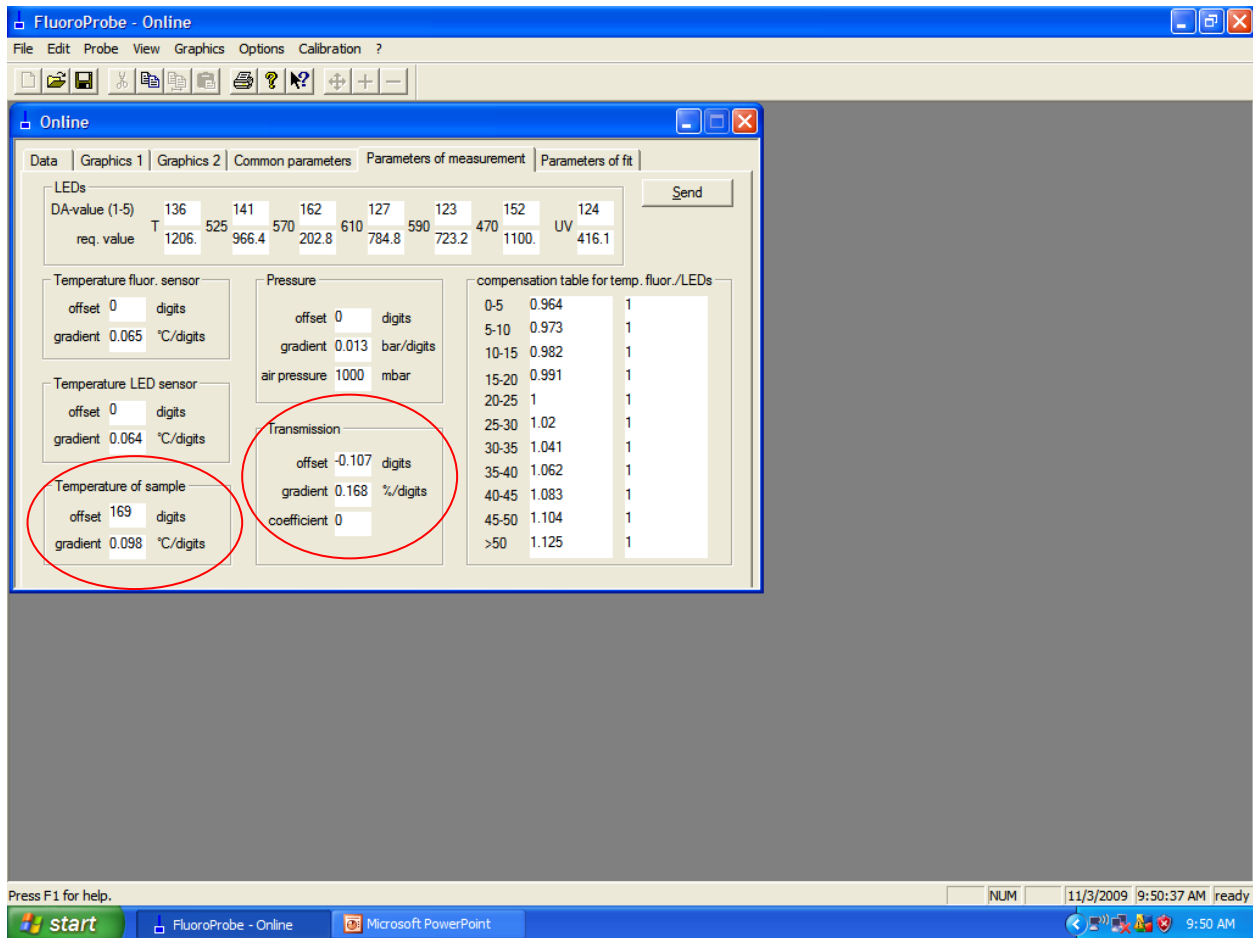 FluoroProbe - Online
File Edit Probe View Graphics Options Calibration ?
Online
Data Graphics 1 Graphics 2 Common parameters Parameters of measurement Parameters of fit
LEDs
DA-value (1-5) 136 141 162 127 123 152 124
T 525 570 610 590 470 UV
req. value 1206. 966.4 202.8 784.8 723.2 1100. 416.1
Send
Temperature fluor. sensor
offset 0 digits
gradient 0.065 °C/digits
Temperature LED sensor
offset 0 digits
gradient 0.064 °C/digits
Temperature of sample
offset 169 digits
gradient 0.098 °C/digits
Pressure
offset 0 digits
gradient 0.013 bar/digits
air pressure 1000 mbar
Transmission
offset -0.107 digits
gradient 0.168 %/digits
coefficient 0
compensation table for temp. fluor./LEDs
0-5 0.964 1
5-10 0.973 1
10-15 0.982 1
15-20 0.991 1
20-25 1 1
25-30 1.02 1
30-35 1.041 1
35-40 1.062 1
40-45 1.083 1
45-50 1.104 1
>50 1.125 1
Press F1 for help.
NUM 11/3/2009 9:50:37 AM ready
start FluoroProbe - Online Microsoft PowerPoint 9:50 AM